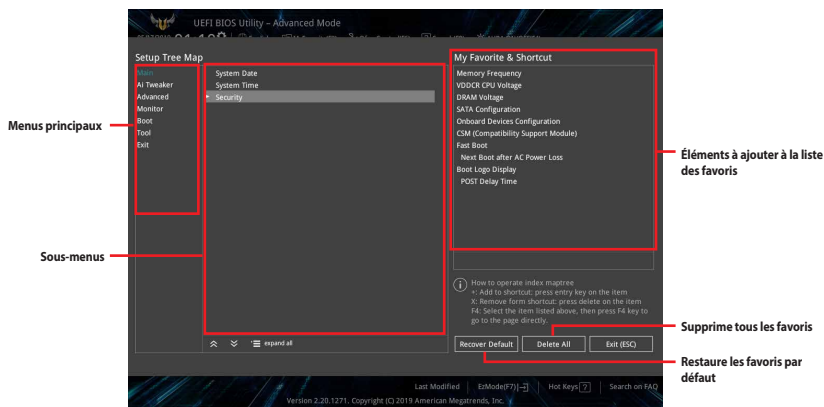 UEFI BIOS Utility – Advanced Mode
Setup Tree Map
My Favorite & Shortcut
Main
Ai Tweaker
Advanced
Monitor
Boot
Tool
Exit
System Date
System Time
Security
Memory Frequency
VDDCR CPU Voltage
DRAM Voltage
SATA Configuration
Onboard Devices Configuration
CSM (Compatibility Support Module)
Fast Boot
Next Boot after AC Power Loss
Boot Logo Display
POST Delay Time
Menus principaux
Éléments à ajouter à la liste
des favoris
Sous-menus
How to operate index maptree
+: Add to shortcut: press entry key on the item
X: Remove form shortcut: press delete on the item
F4: Select the item listed above, then press F4 key to
go to the page directly.
Supprime tous les favoris
expand all
Recover Default
Delete All
Exit (ESC)
Restaure les favoris par
défaut
Last Modified
EzMode(F7)
Hot Keys ?
Search on FAQ
Version 2.20.1271. Copyright (C) 2019 American Megatrends, Inc.